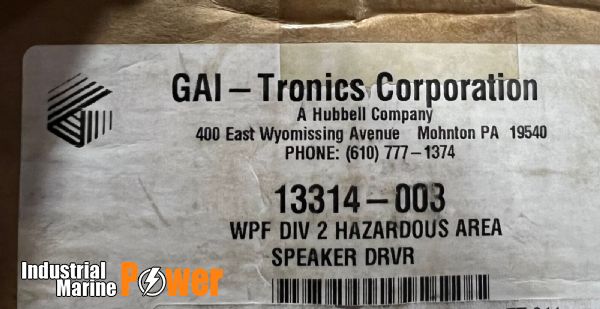 GAI–Tronics Corporation
A Hubbell Company
400 East Wyomissing Avenue Mohnton PA 19540
PHONE: (610) 777–1374
13314–003
WPF DIV 2 HAZARDOUS AREA
SPEAKER DRVR
Industrial
Marine Power